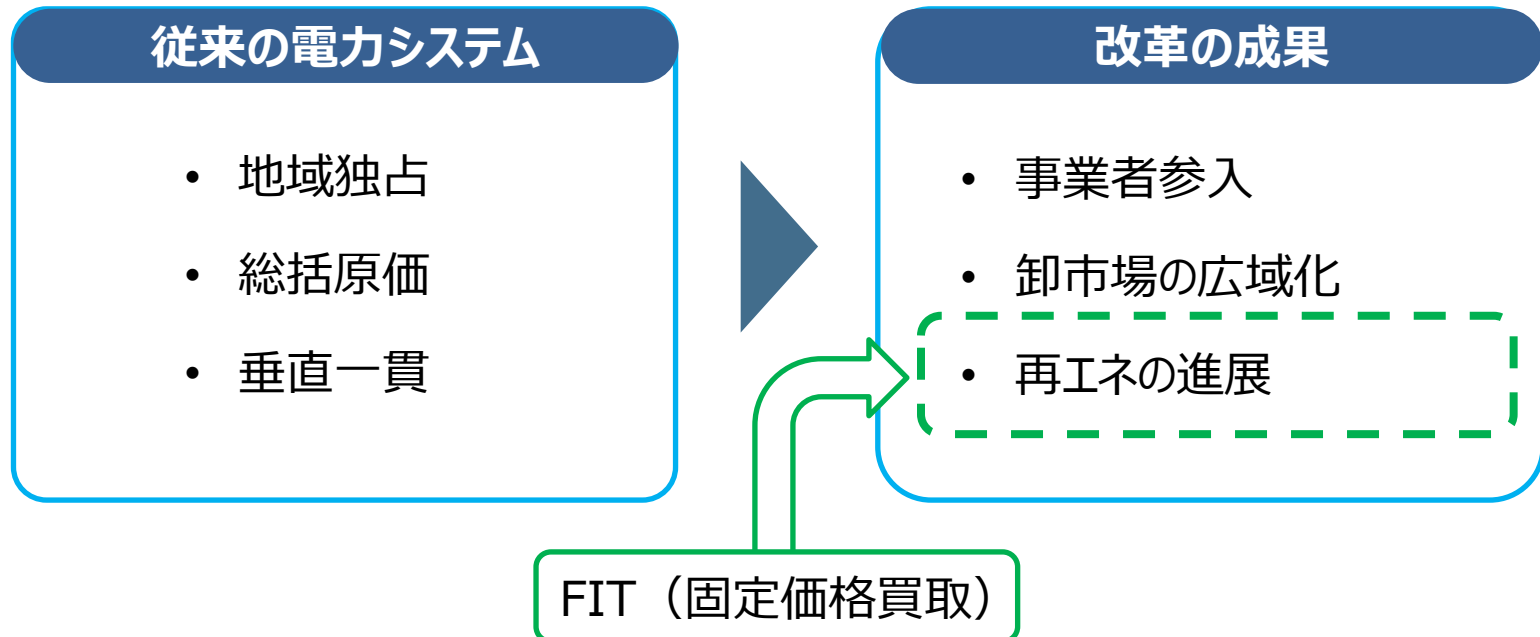 従来の電力システム
• 地域独占
• 総括原価
• 垂直一貫
改革の成果
• 事業者参入
• 卸市場の広域化
• 再エネの進展
FIT（固定価格買取）